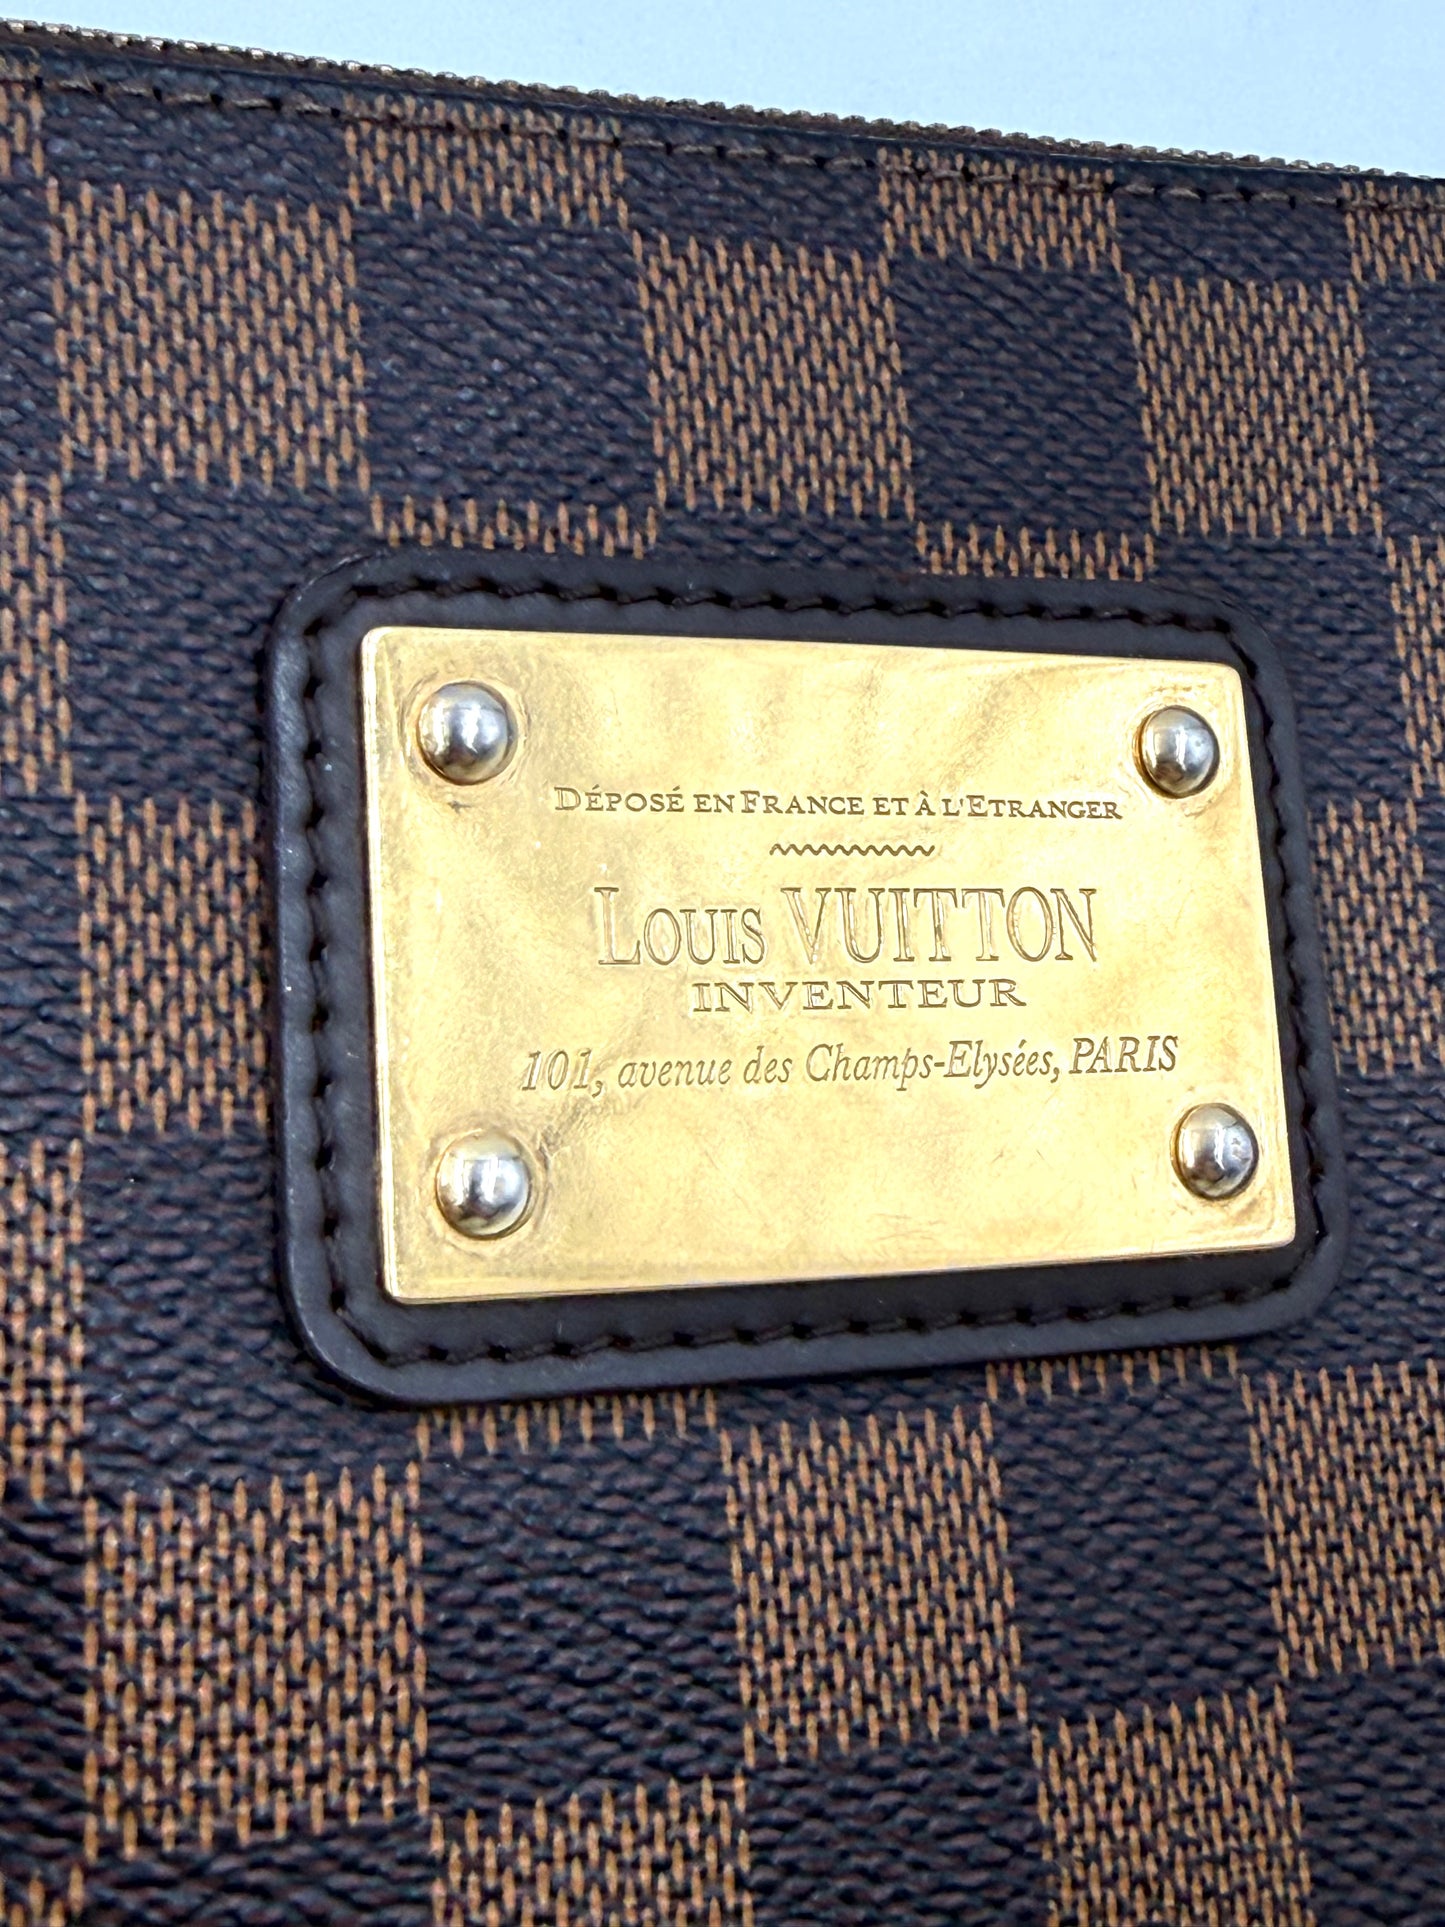 DÉPOSÉ EN FRANCE ET À L'ETRANGER
LOUIS VUITTON
INVENTEUR
101, avenue des Champs-Elysées, PARIS